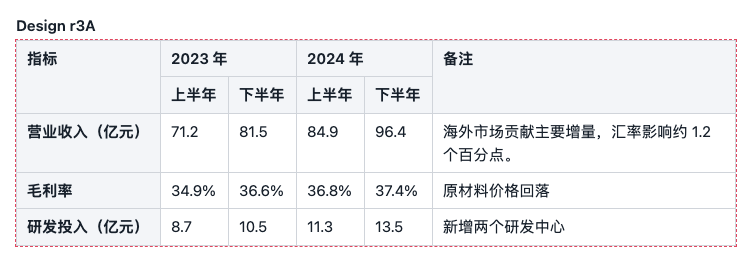 Design r3A
指标 2023 年 2024 年 备注
上半年 下半年 上半年 下半年
营业收入（亿元） 71.2 81.5 84.9 96.4 海外市场贡献主要增量，汇率影响约 1.2
个百分点。
毛利率 34.9% 36.6% 36.8% 37.4% 原材料价格回落
研发投入（亿元） 8.7 10.5 11.3 13.5 新增两个研发中心